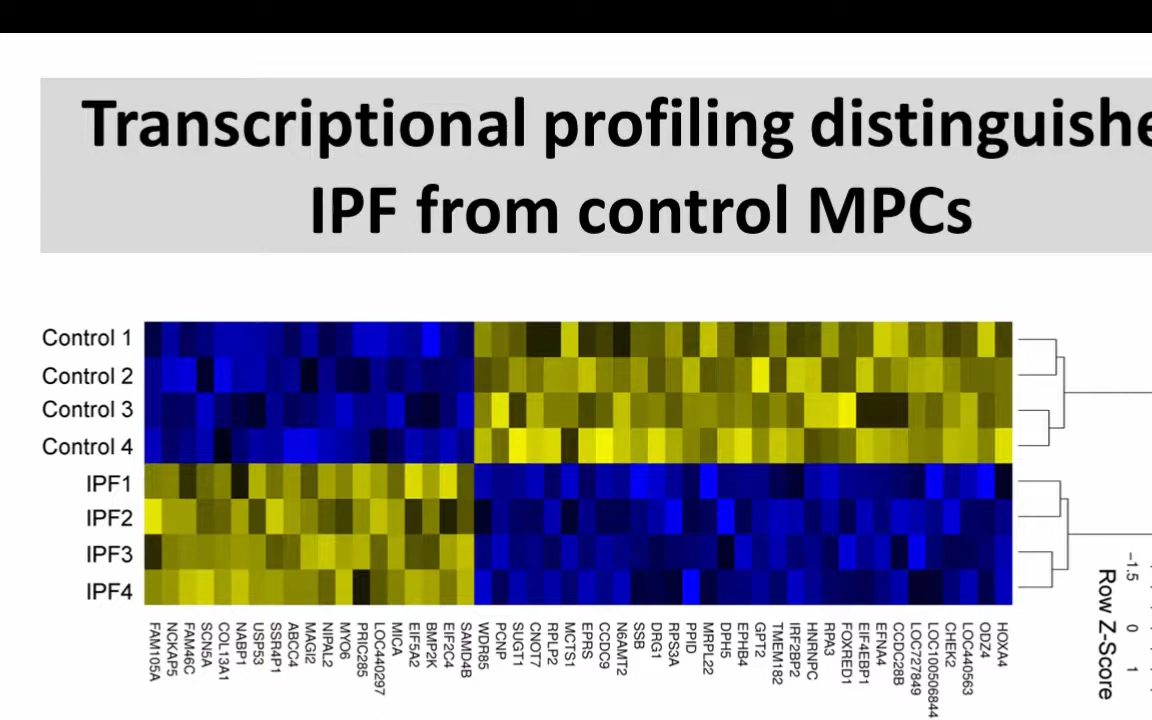 Transcriptional profiling distinguishe
IPF from control MPCs
Control 1
Control 2
Control 3
Control 4
IPF1
IPF2
IPF3
IPF4
FAM105A
NCKAP5
FAM46C
SCN5A
COL13A1
NABP1
USP53
SSR4P1
ABCC4
MAGI2
NIPAL2
MYO6
PRIC285
LOC440297
MICA
EIF5A2
BMP2K
EIF2C4
SAMD4B
WDR85
PCNP
SUGT1
CNOT7
RPLP2
MCTS1
EPRS
CCDC9
N6AMT2
SSB
DRG1
RPS3A
PPID
MRPL22
DPH5
EPHB4
GPT2
TMEM182
IRF2BP2
HNRNPC
RPA3
FOXRED1
EIF4EBP1
EFNA4
CCDC28B
LOC727849
LOC100506844
CHEK2
LOC440563
ODZ4
HOXA4
Row Z-Score
-1.5 0 1